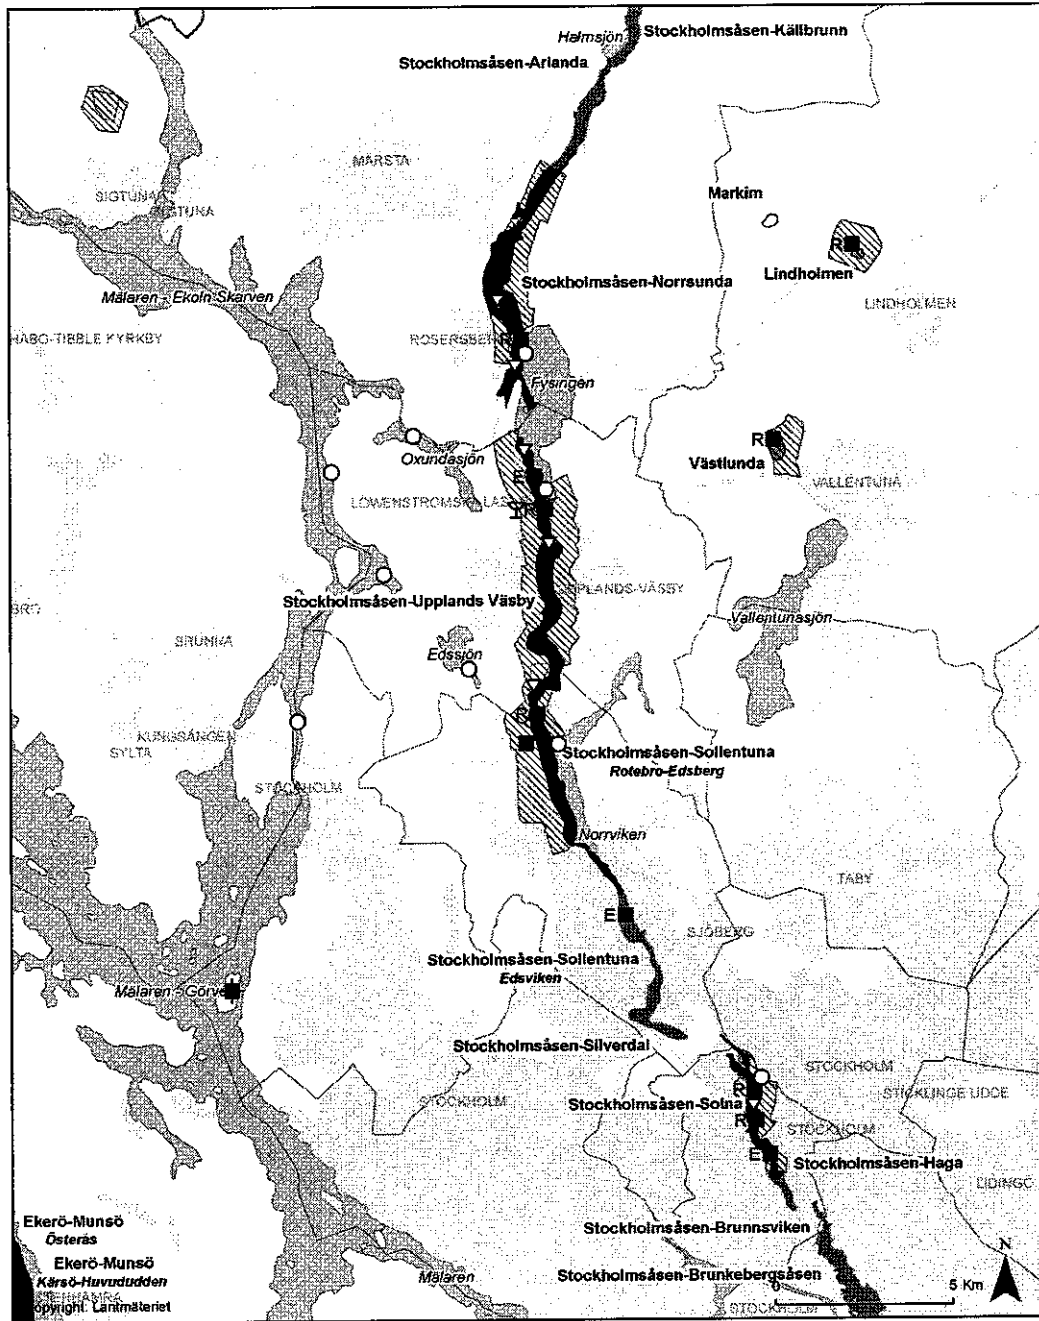 Halmsjön
Stockholmsåsen-Källbrunn
Stockholmsåsen-Arlanda
MÄRSTA
SIGTUNA
SIGTUNA
Markim
R
Lindholmen
Stockholmsåsen-Norrsunda
Mälaren - Ekoln Skarven
LINDHOLMEN
HÅBO-TIBBLE KYRKBY
ROSERSBERG
Fysingen
R
Oxundasjön
Västlunda
E
VALLENTUNA
LÖWENSTRÖMSKA LAS
R
UPPLANDS-VÄSBY
Stockholmsåsen-Upplands Väsby
BRO
Vallentunasjön
BRUNNA
Edssjön
R
KUNGSÄNGEN
SYLTA
Stockholmsåsen-Sollentuna
Rotebro-Edsberg
STOCKHOLM
Norrviken
TÄBY
E
SJÖBERG
Stockholmsåsen-Sollentuna
Edsviken
Mälaren - Görveln
Stockholmsåsen-Silverdal
STOCKHOLM
R
STICKLINGE UDDE
STOCKHOLM
Stockholmsåsen-Solna
R
STOCKHOLM
E
Stockholmsåsen-Haga
LIDINGÖ
Ekerö-Munsö
Österås
Stockholmsåsen-Brunnsviken
Ekerö-Munsö
N
Kärsö-Huvududden
Mälaren
Stockholmsåsen-Brunkebergsåsen
STENHAMRA
0 5 Km
Copyright: Lantmäteriet
STOCKHOLM